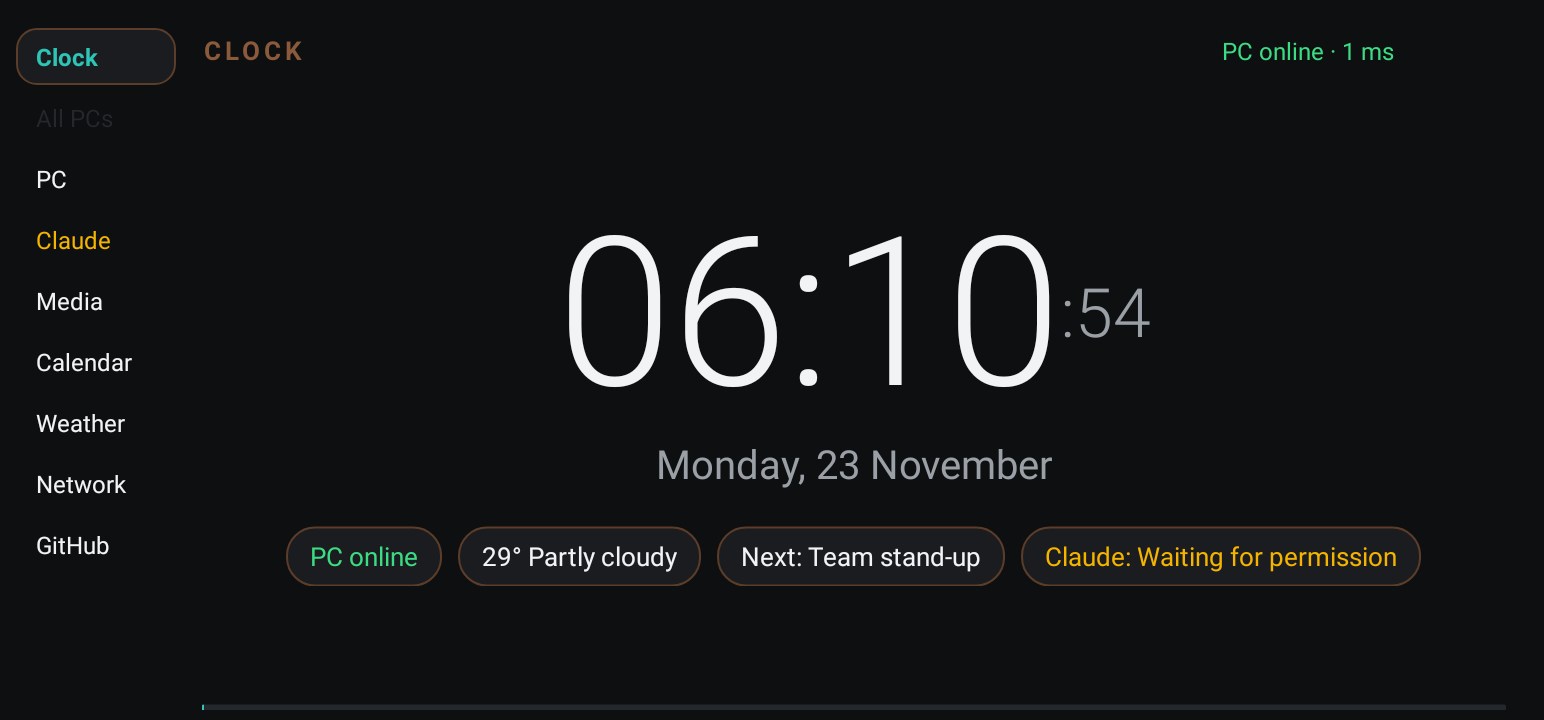 Clock
All PCs
PC
Claude
Media
Calendar
Weather
Network
GitHub
CLOCK
PC online · 1 ms
06:10:54
Monday, 23 November
PC online
29° Partly cloudy
Next: Team stand-up
Claude: Waiting for permission